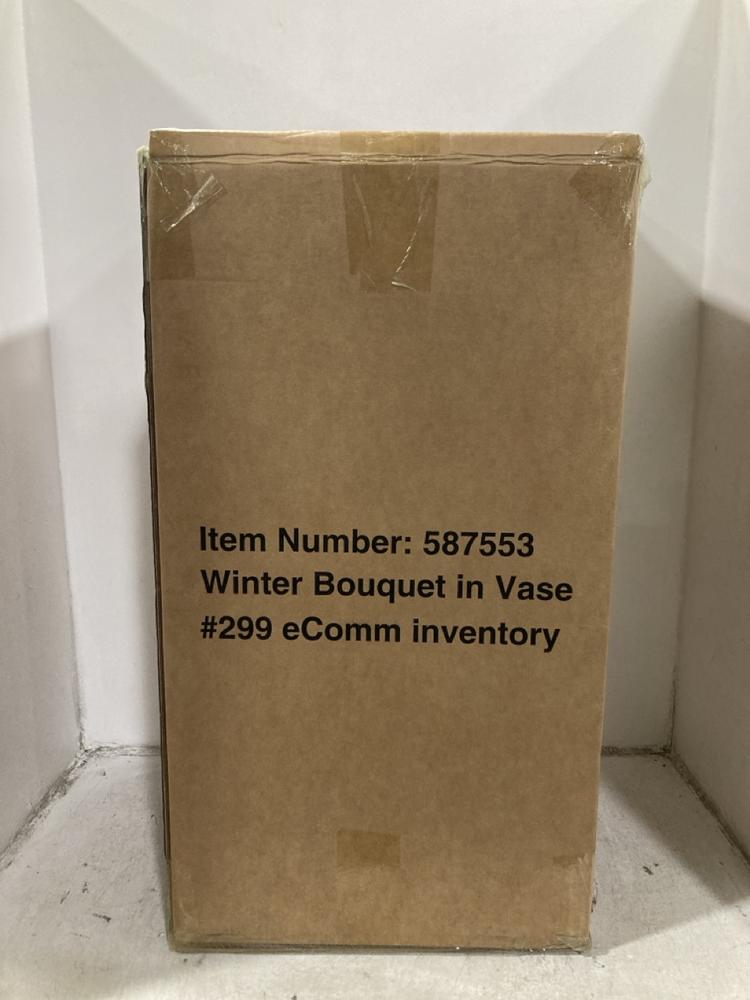 Item Number: 587553
Winter Bouquet in Vase
#299 eComm inventory